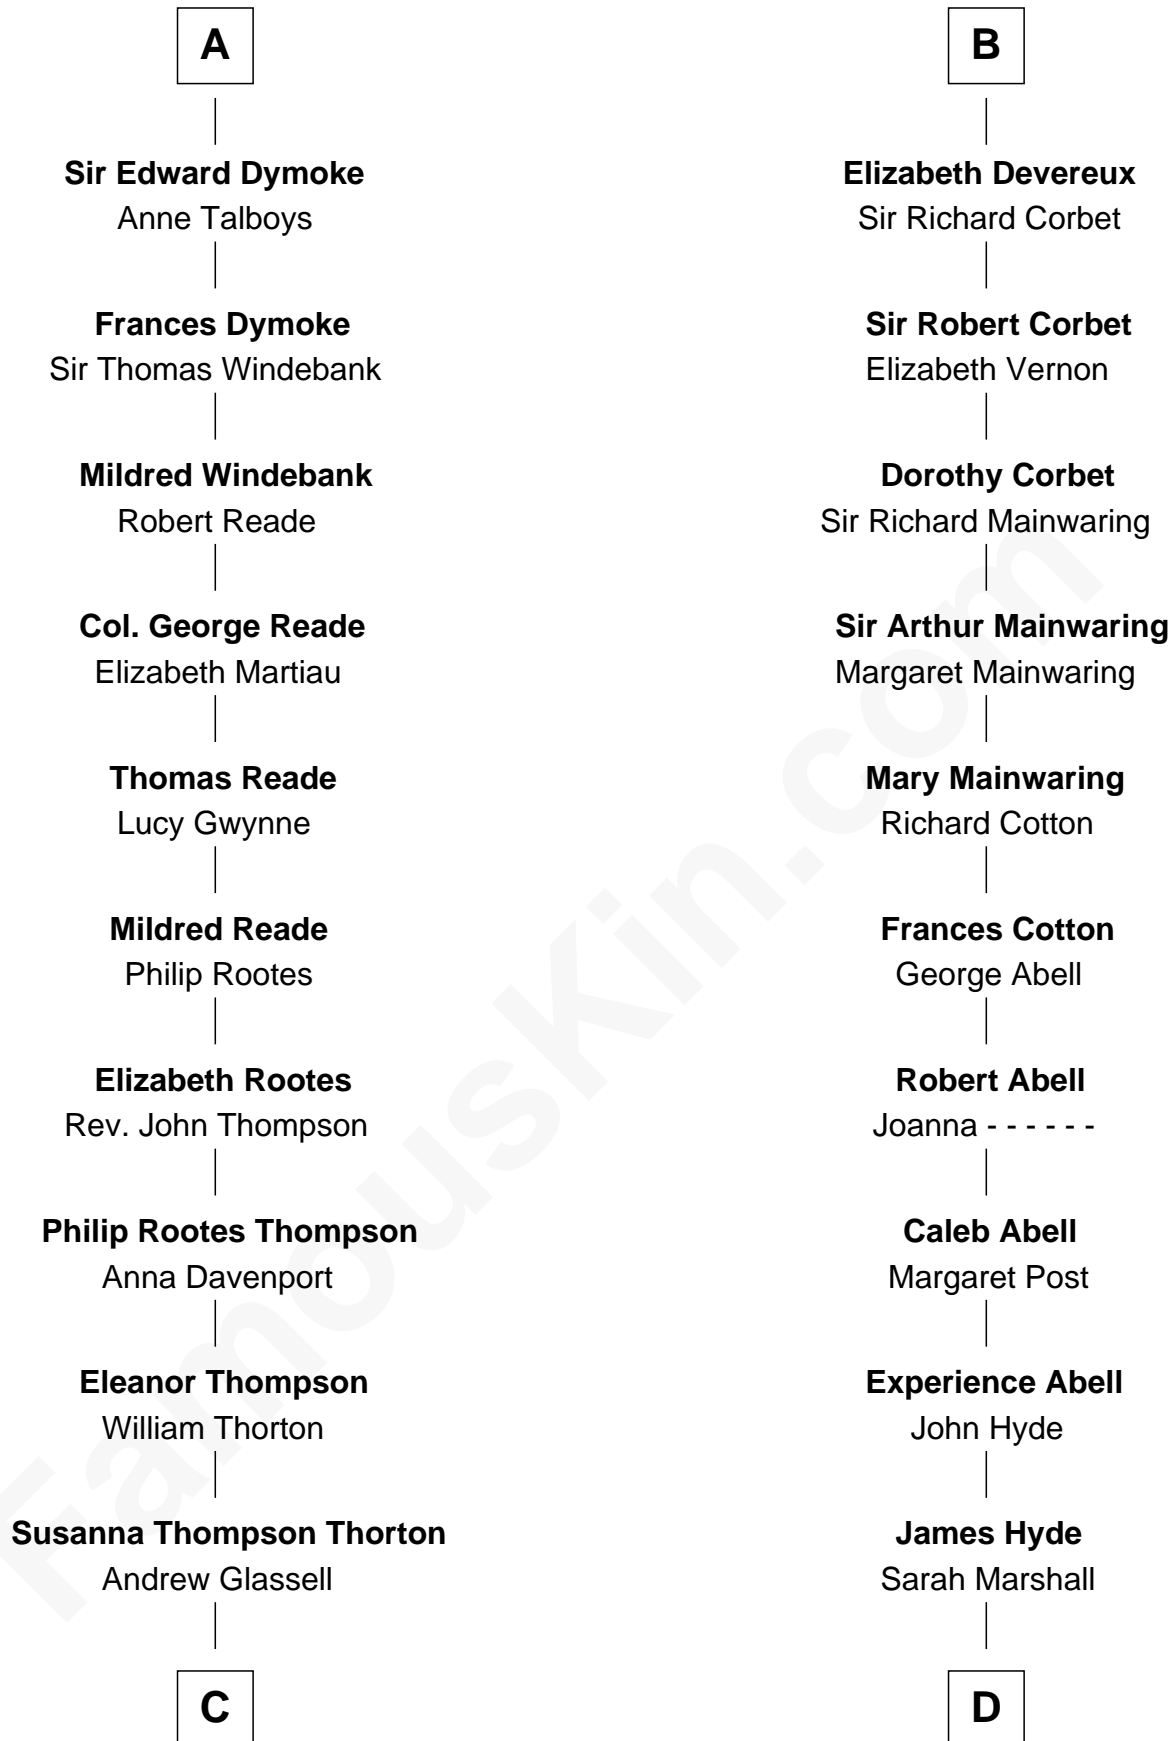 A
Sir Edward Dymoke
Anne Talboys
Frances Dymoke
Sir Thomas Windebank
Mildred Windebank
Robert Reade
Col. George Reade
Elizabeth Martiau
Thomas Reade
Lucy Gwynne
Mildred Reade
Philip Rootes
Elizabeth Rootes
Rev. John Thompson
Philip Rootes Thompson
Anna Davenport
Eleanor Thompson
William Thorton
Susanna Thompson Thorton
Andrew Glassell
C
B
Elizabeth Devereux
Sir Richard Corbet
Sir Robert Corbet
Elizabeth Vernon
Dorothy Corbet
Sir Richard Mainwaring
Sir Arthur Mainwaring
Margaret Mainwaring
Mary Mainwaring
Richard Cotton
Frances Cotton
George Abell
Robert Abell
Joanna - - - - - -
Caleb Abell
Margaret Post
Experience Abell
John Hyde
James Hyde
Sarah Marshall
D
FamousKin.com